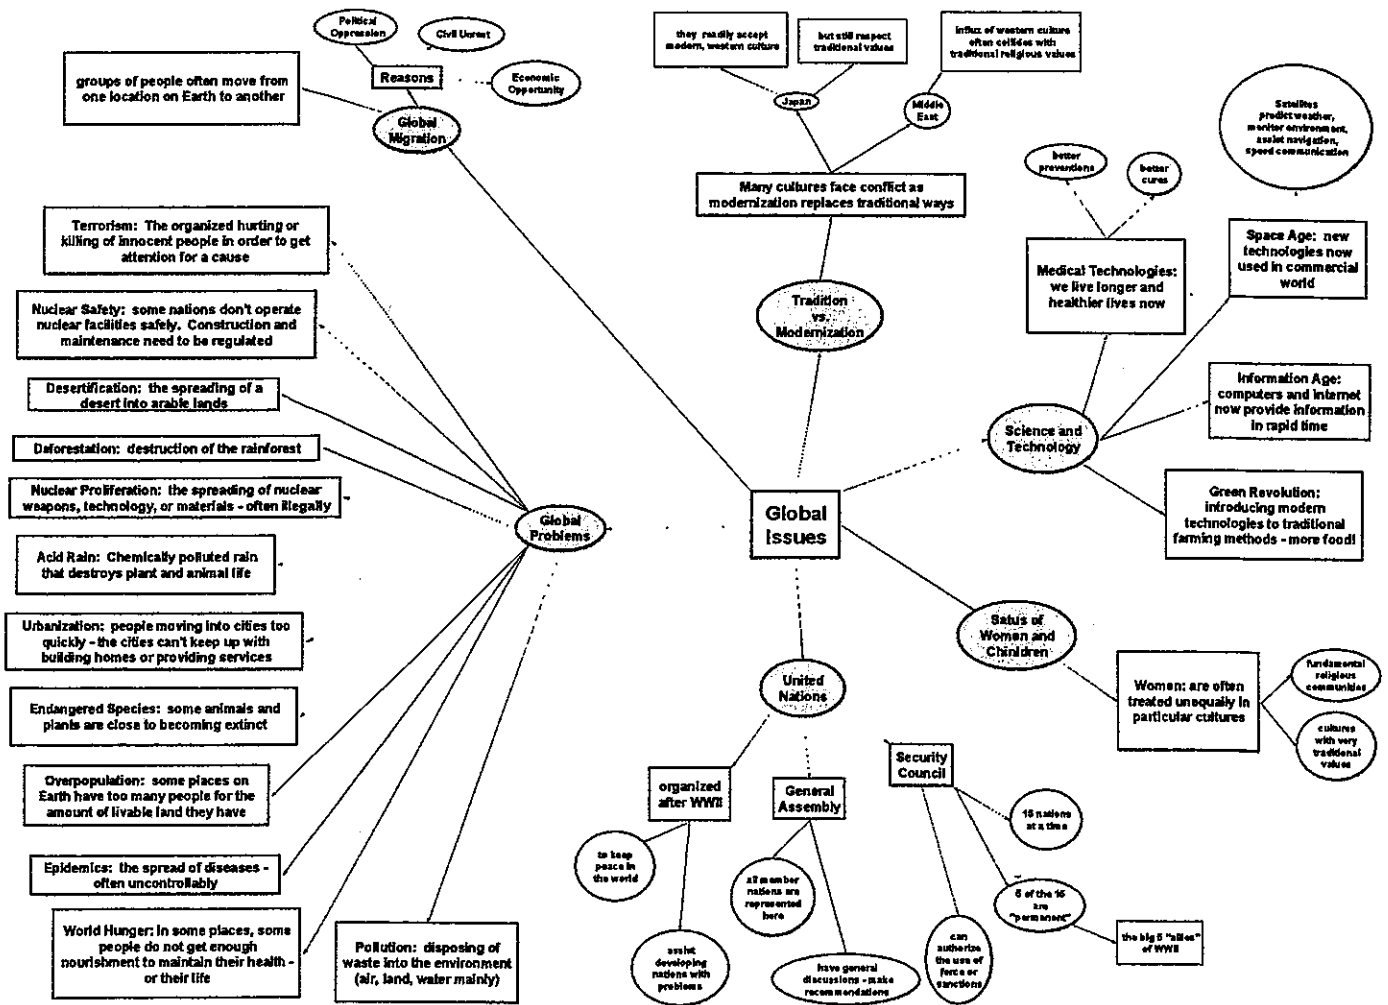 Political
Oppression
Civil Unrest
Reasons
Economic
Opportunity
groups of people often move from
one location on Earth to another
Global
Migration
they readily accept
modern, western culture
but still respect
traditional values
influx of western culture
often collides with
traditional religious values
Japan
Middle
East
Many cultures face conflict as
modernization replaces traditional ways
Tradition
vs.
Modernization
Satellites
predict weather,
moniter environment,
assist navigation,
speed communication
better
preventions
better
cures
Medical Technologies:
we live longer and
healthier lives now
Space Age: new
technologies now
used in commercial
world
Information Age:
computers and internet
now provide information
in rapid time
Science and
Technology
Green Revolution:
introducing modern
technologies to traditional
farming methods - more food!
Terrorism: The organized hurting or
killing of innocent people in order to get
attention for a cause
Nuclear Safety: some nations don't operate
nuclear facilities safely. Construction and
maintenance need to be regulated
Desertification: the spreading of a
desert into arable lands
Deforestation: destruction of the rainforest
Nuclear Proliferation: the spreading of nuclear
weapons, technology, or materials - often illegally
Acid Rain: Chemically polluted rain
that destroys plant and animal life
Urbanization: people moving into cities too
quickly - the cities can't keep up with
building homes or providing services
Endangered Species: some animals and
plants are close to becoming extinct
Overpopulation: some places on
Earth have too many people for the
amount of livable land they have
Epidemics: the spread of diseases -
often uncontrollably
World Hunger: In some places, some
people do not get enough
nourishment to maintain their health -
or their life
Pollution: disposing of
waste into the environment
(air, land, water mainly)
Global
Problems
Global
Issues
Satus of
Women and
Chinldren
Women: are often
treated unequally in
particular cultures
fundamental
religious
communities
cultures
with very
traditional
values
United
Nations
organized
after WWII
to keep
peace in
the world
assist
developing
nations with
problems
General
Assembly
all member
nations are
represented
here
have general
discussions - make
recommendations
Security
Council
15 nations
at a time
5 of the 15
are
"permanent"
the big 5 "allies"
of WWII
can
authorize
the use of
force or
sanctions